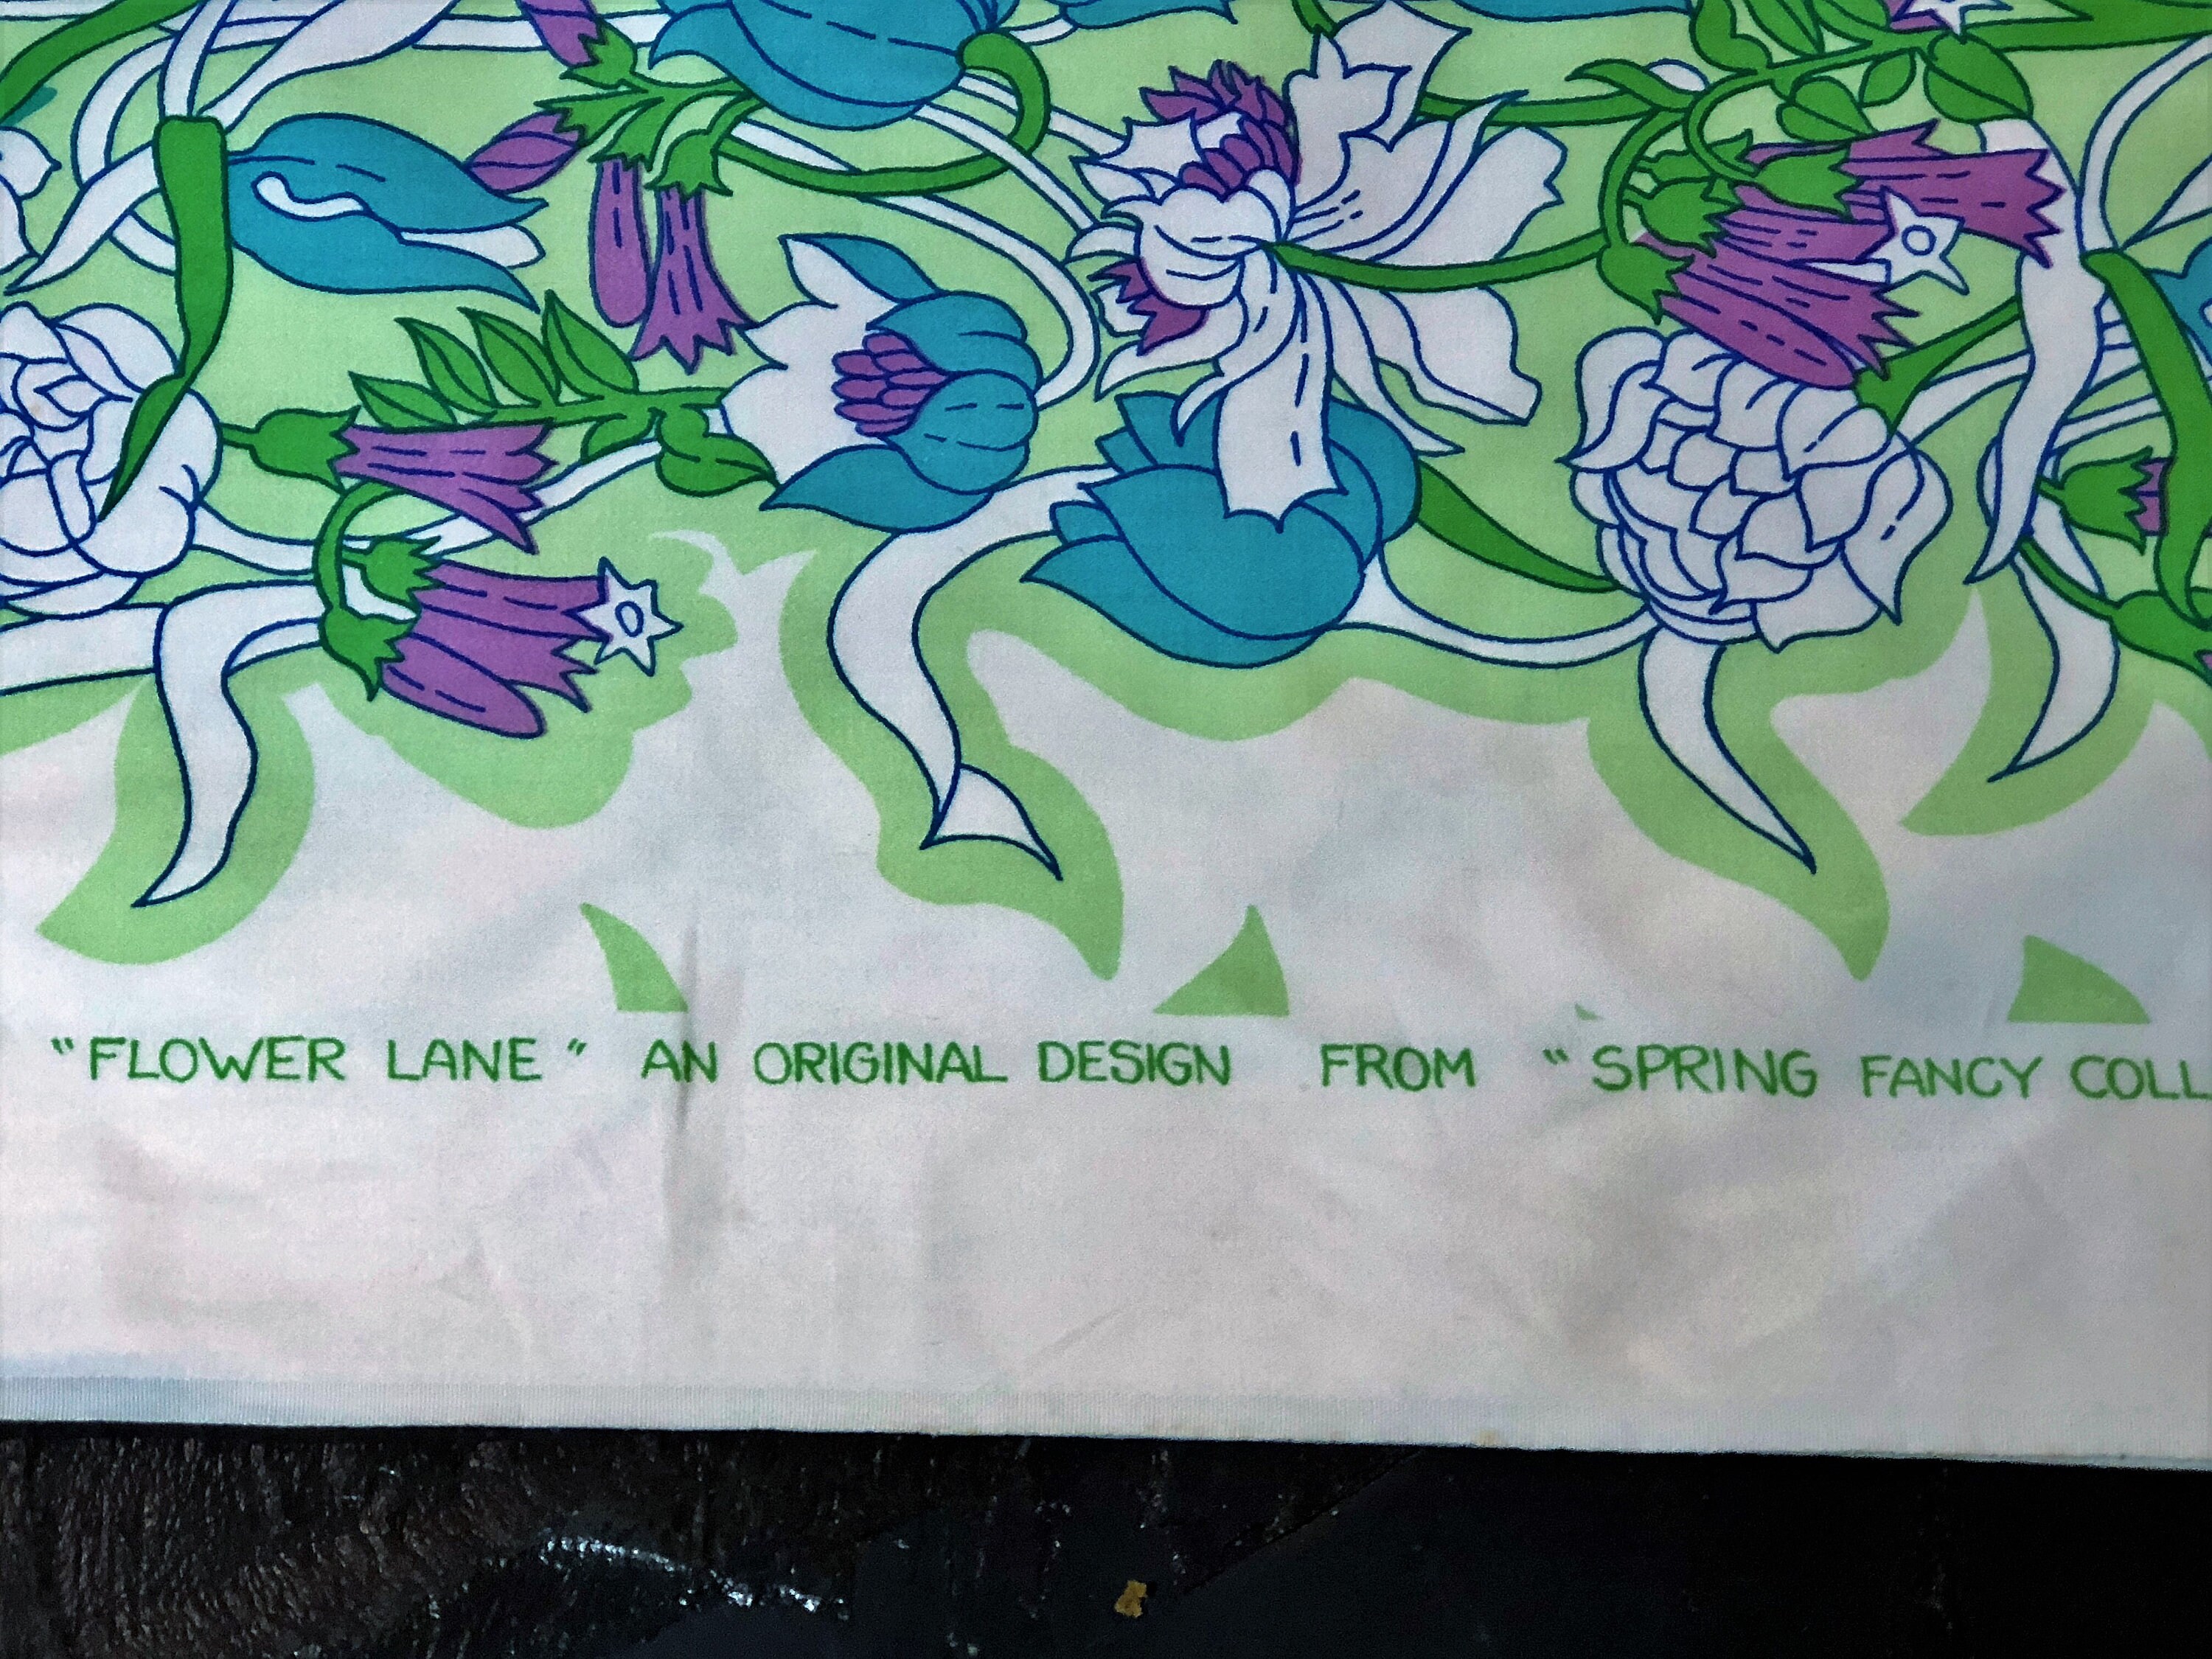 "FLOWER LANE" AN ORIGINAL DESIGN FROM "SPRING FANCY COLL